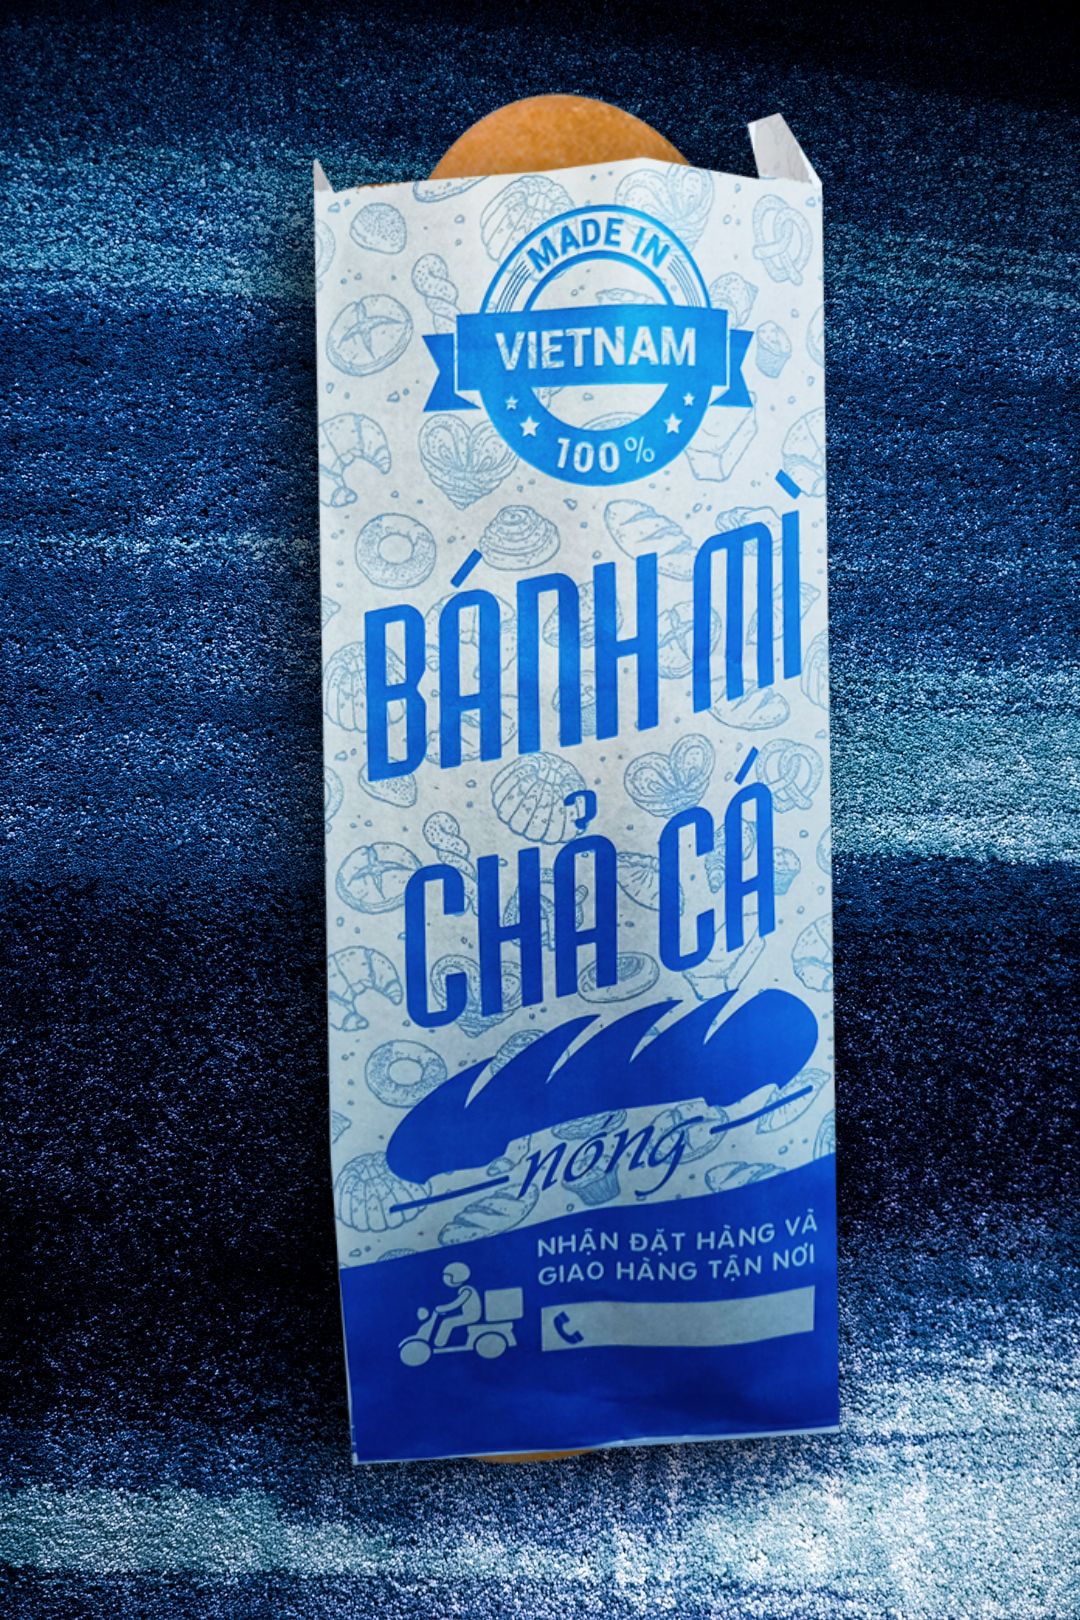 MADE IN
VIETNAM
100%
BÁNH MÌ
CHẢ CÁ
nóng
NHẬN ĐẶT HÀNG VÀ
GIAO HÀNG TẬN NƠI